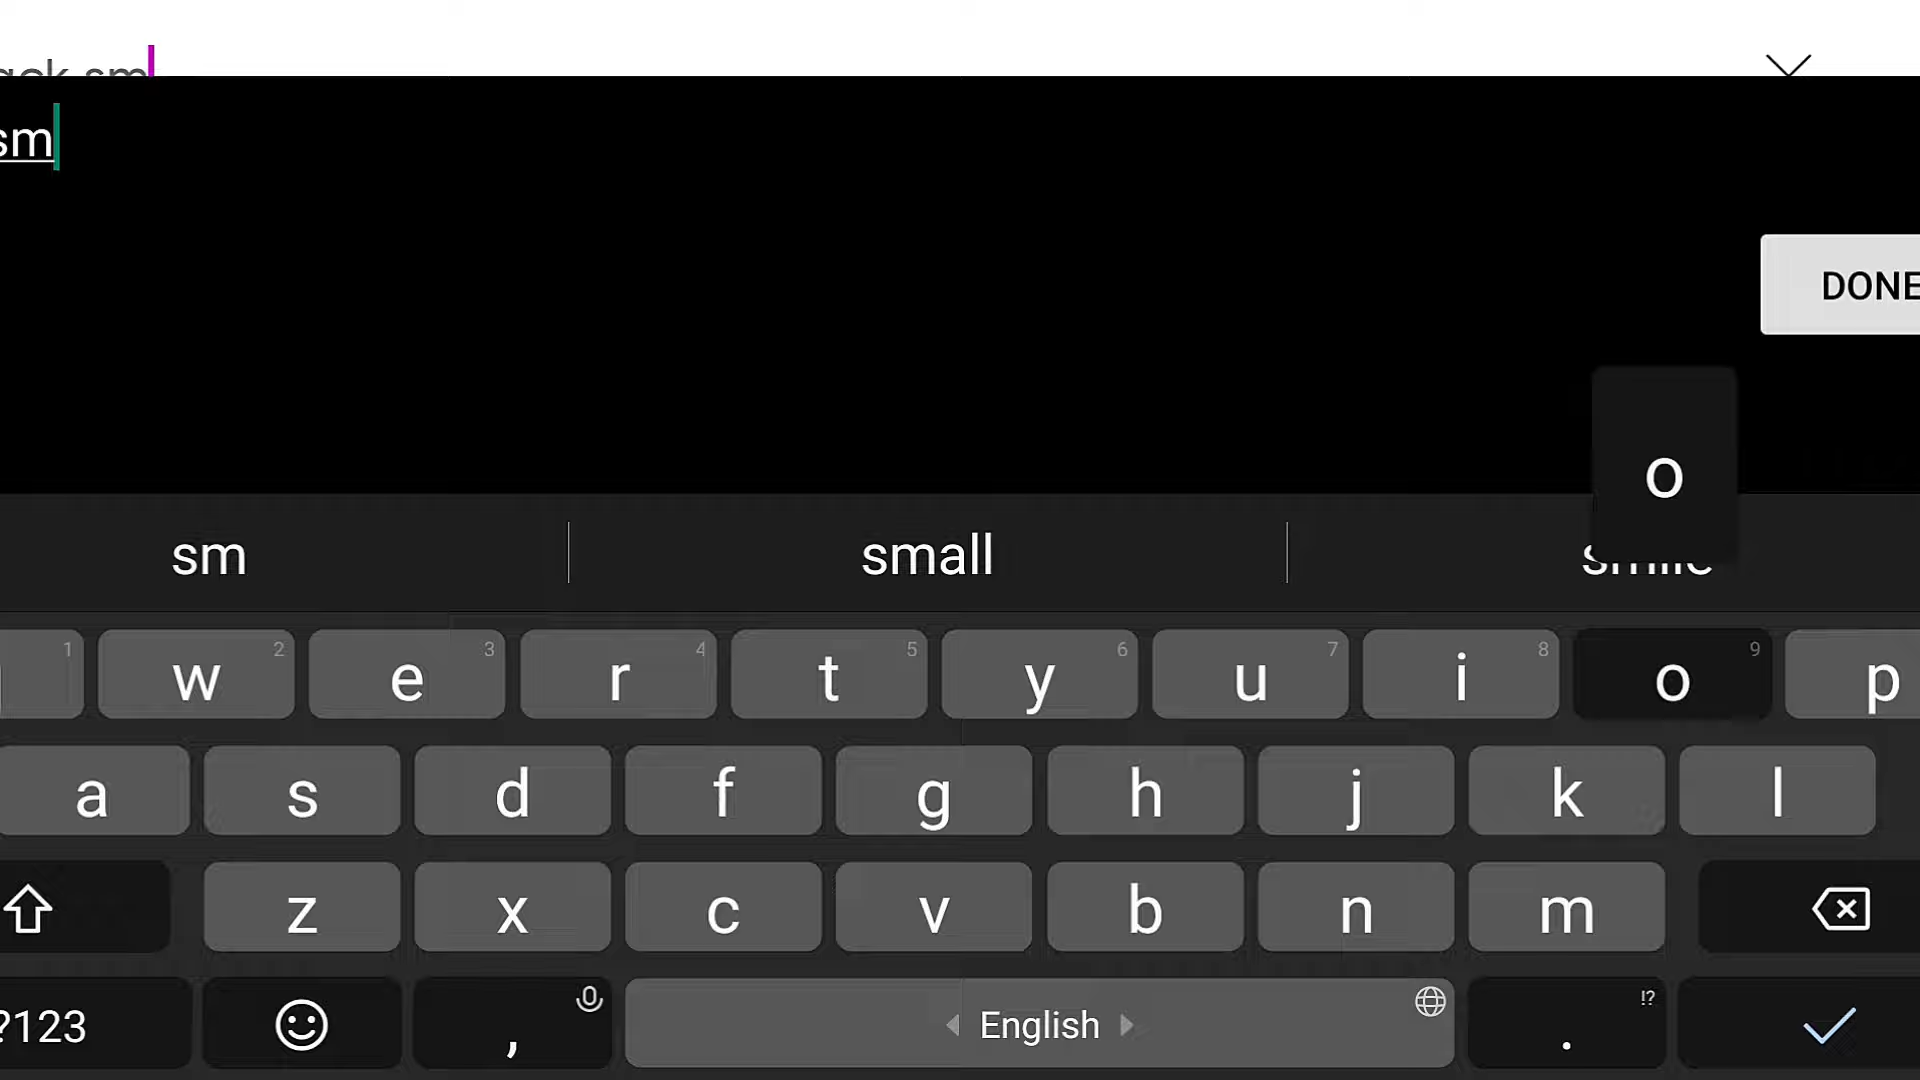 sm
DONE
o
sm small
1 w 2 e 3 r 4 t 5 y 6 u 7 i 8 o 9 p
a s d f g h j k l
z x c v b n m
?123 , English . !?